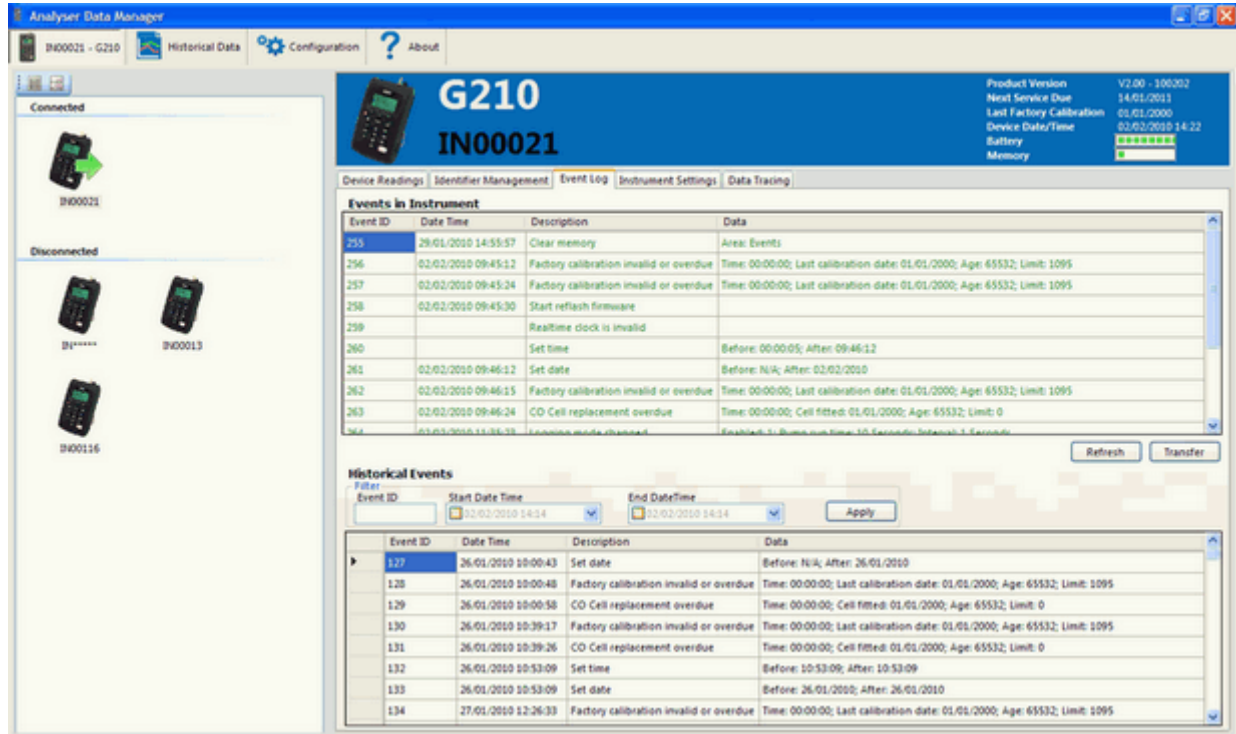 Analyser Data Manager
IN00021 - G210 Historical Data Configuration ? About
Connected
IN00021
Disconnected
IN***** IN00013
IN00116
G210
IN00021
Product Version V2.00 - 100202
Next Service Due 14/01/2011
Last Factory Calibration 01/01/2000
Device Date/Time 02/02/2010 14:22
Battery
Memory
Device Readings Identifier Management Event Log Instrument Settings Data Tracing
Events in Instrument
Event ID Date Time Description Data
255 29/01/2010 14:55:57 Clear memory Area: Events
256 02/02/2010 09:45:12 Factory calibration invalid or overdue Time: 00:00:00; Last calibration date: 01/01/2000; Age: 65532; Limit: 1095
257 02/02/2010 09:45:24 Factory calibration invalid or overdue Time: 00:00:00; Last calibration date: 01/01/2000; Age: 65532; Limit: 1095
258 02/02/2010 09:45:30 Start reflash firmware
259 Realtime clock is invalid
260 Set time Before: 00:00:05; After: 09:46:12
261 02/02/2010 09:46:12 Set date Before: N/A; After: 02/02/2010
262 02/02/2010 09:46:15 Factory calibration invalid or overdue Time: 00:00:00; Last calibration date: 01/01/2000; Age: 65532; Limit: 1095
263 02/02/2010 09:46:24 CO Cell replacement overdue Time: 00:00:00; Cell fitted: 01/01/2000; Age: 65532; Limit: 0
264 02/02/2010 11:35:23 Logging mode changed Enabled: 1; Pump run time: 10 Seconds; Interval: 1 Seconds
Refresh Transfer
Historical Events
Filter
Event ID Start Date Time End DateTime
02/02/2010 14:14 02/02/2010 14:14 Apply
Event ID Date Time Description Data
127 26/01/2010 10:00:43 Set date Before: N/A; After: 26/01/2010
128 26/01/2010 10:00:48 Factory calibration invalid or overdue Time: 00:00:00; Last calibration date: 01/01/2000; Age: 65532; Limit: 1095
129 26/01/2010 10:00:58 CO Cell replacement overdue Time: 00:00:00; Cell fitted: 01/01/2000; Age: 65532; Limit: 0
130 26/01/2010 10:39:17 Factory calibration invalid or overdue Time: 00:00:00; Last calibration date: 01/01/2000; Age: 65532; Limit: 1095
131 26/01/2010 10:39:26 CO Cell replacement overdue Time: 00:00:00; Cell fitted: 01/01/2000; Age: 65532; Limit: 0
132 26/01/2010 10:53:09 Set time Before: 10:53:09; After: 10:53:09
133 26/01/2010 10:53:09 Set date Before: 26/01/2010; After: 26/01/2010
134 27/01/2010 12:26:33 Factory calibration invalid or overdue Time: 00:00:00; Last calibration date: 01/01/2000; Age: 65532; Limit: 1095